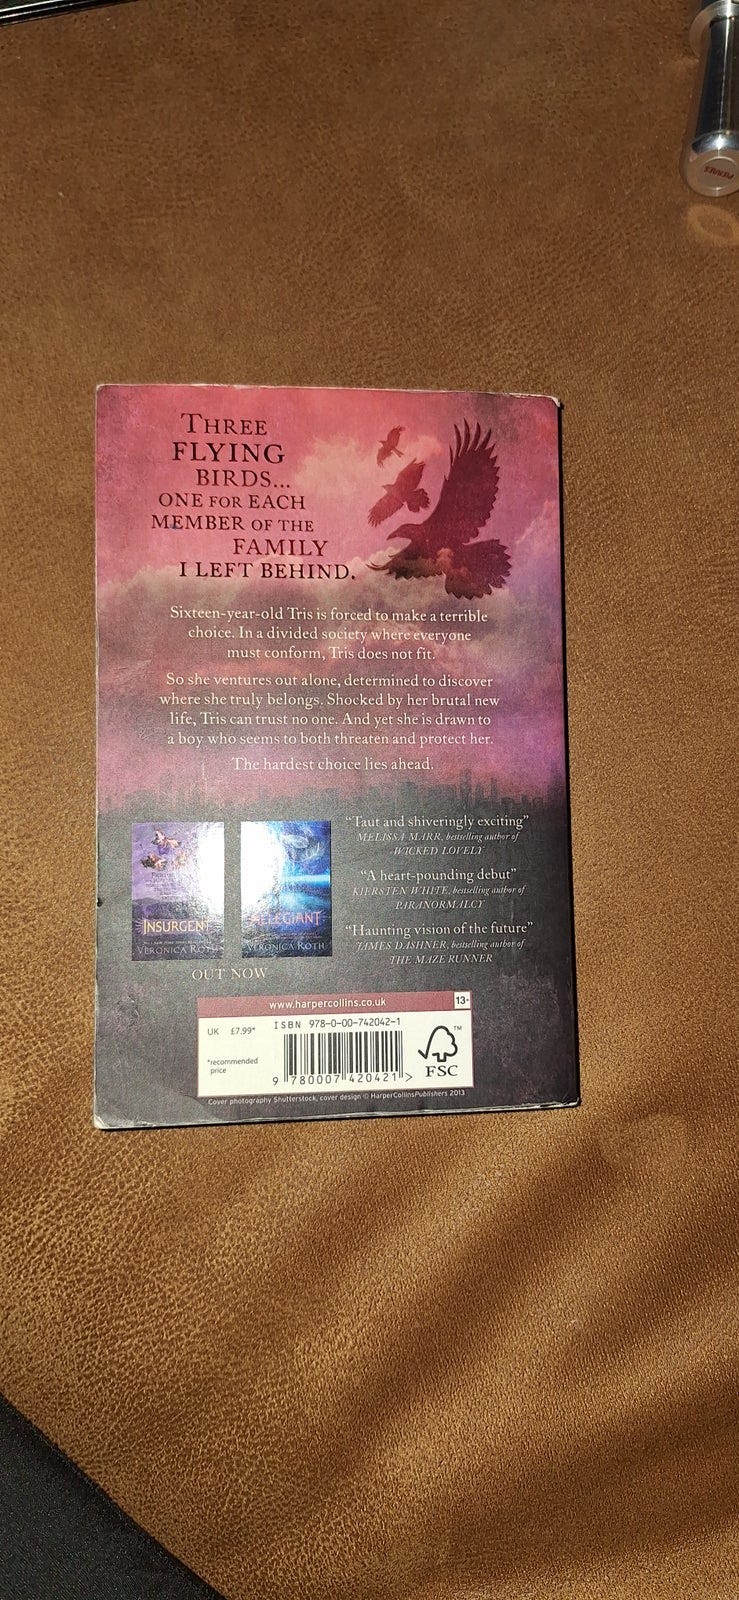 THREE
FLYING
BIRDS...
ONE FOR EACH
MEMBER OF THE
FAMILY
I LEFT BEHIND.
Sixteen-year-old Tris is forced to make a terrible
choice. In a divided society where everyone
must conform, Tris does not fit.
So she ventures out alone, determined to discover
where she truly belongs. Shocked by her brutal new
life, Tris can trust no one. And yet she is drawn to
a boy who seems to both threaten and protect her.
The hardest choice lies ahead.
"Taut and shiveringly exciting"
MELISSA MARR, bestselling author of
WICKED LOVELY
"A heart-pounding debut"
KIERSTEN WHITE, bestselling author of
PARANORMALCY
"Haunting vision of the future"
JAMES DASHNER, bestselling author of
THE MAZE RUNNER
INSURGENT
VERONICA ROTH
ALLEGIANT
VERONICA ROTH
OUT NOW
www.harpercollins.co.uk
13+
UK £7.99*
*recommended
price
ISBN 978-0-00-742042-1
9 780007 420421 >
FSC™
Cover photography Shutterstock, cover design © HarperCollinsPublishers 2013